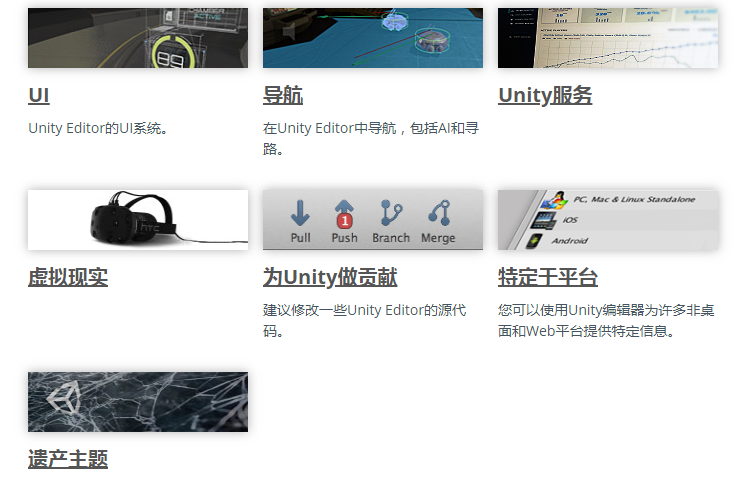 CHAMBER
ACTIVE
89
UI
导航
Unity服务
Unity Editor的UI系统。
在Unity Editor中导航，包括AI和寻
路。
PC, Mac & Linux Standalone
iOS
Android
1
Pull
Push
Branch
Merge
hTC
虚拟现实
为Unity做贡献
特定于平台
建议修改一些Unity Editor的源代
码。
您可以使用Unity编辑器为许多非桌
面和Web平台提供特定信息。
遗产主题